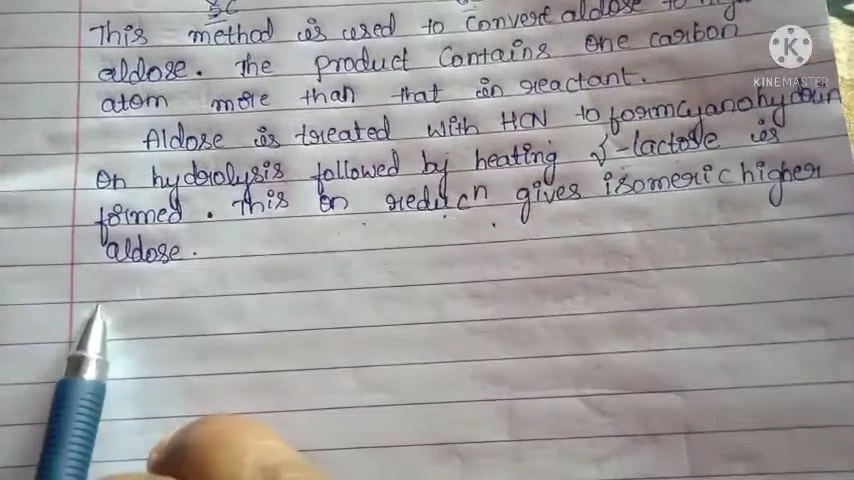 5C
This method is used to convert aldose to
aldose. The product contains one carbon
atom more than that in reactant.
Aldose is treated with HCN to form Cyanohydrin
on hydrolysis followed by heating √-lactose is
formed. This on reducn gives isomeric higher
aldose.
K
KINEMASTER